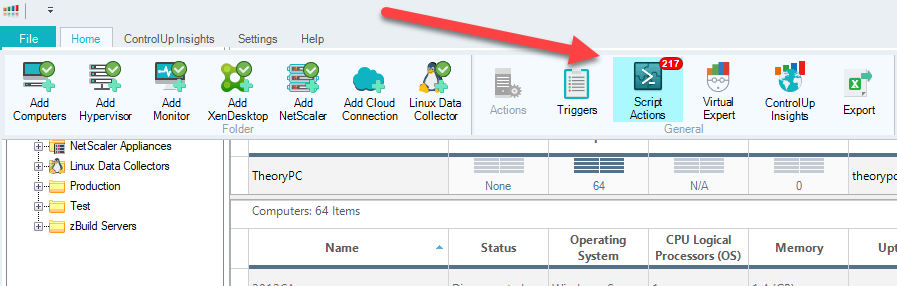 File Home ControlUp Insights Settings Help
Add Computers
Add Hypervisor
Add Monitor
Add XenDesktop
Add NetScaler
Add Cloud Connection
Linux Data Collector
Folder
Actions
Triggers
217
Script Actions
Virtual Expert
ControlUp Insights
Export
General
NetScaler Appliances
Linux Data Collectors
Production
Test
zBuild Servers
TheoryPC None 64 N/A 0
Computers: 64 Items
Name Status Operating System CPU Logical Processors (OS) Memory